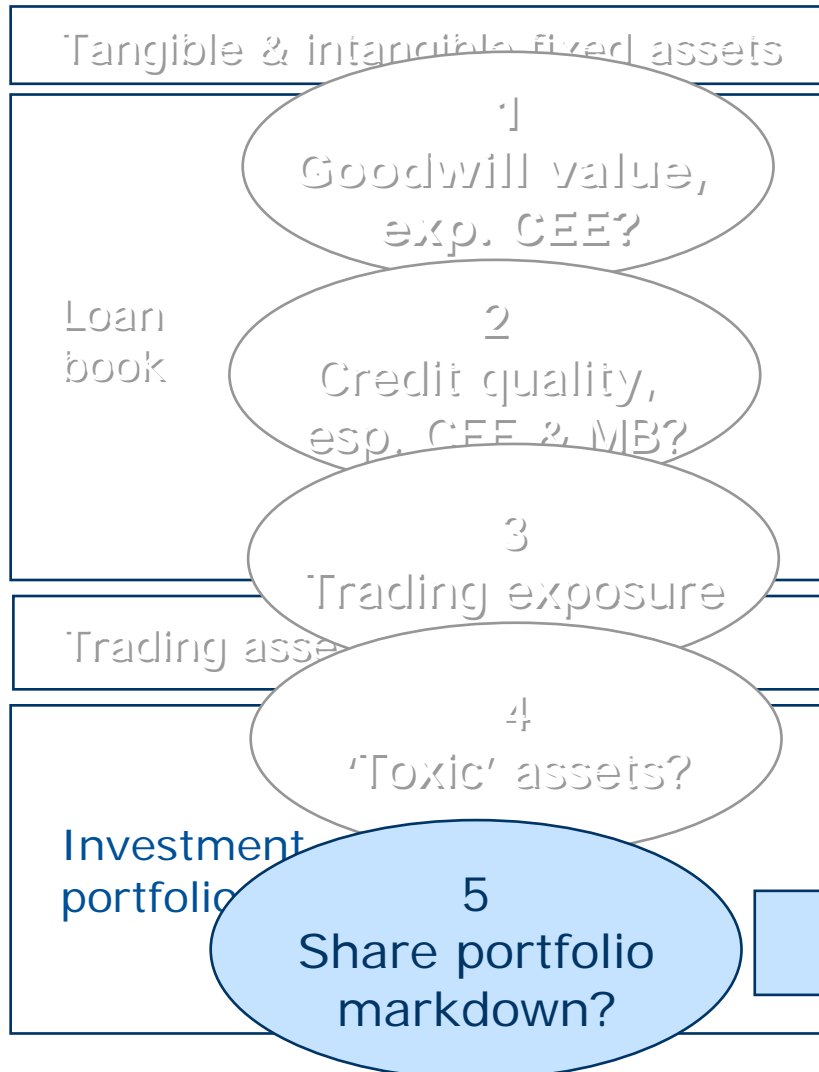 Tangible & intangible fixed assets
1
Goodwill value,
exp. CEE?
Loan
book
2
Credit quality,
esp. CEE & MB?
3
Trading exposure
Trading asse
4
‘Toxic’ assets?
Investment
portfolio
5
Share portfolio
markdown?